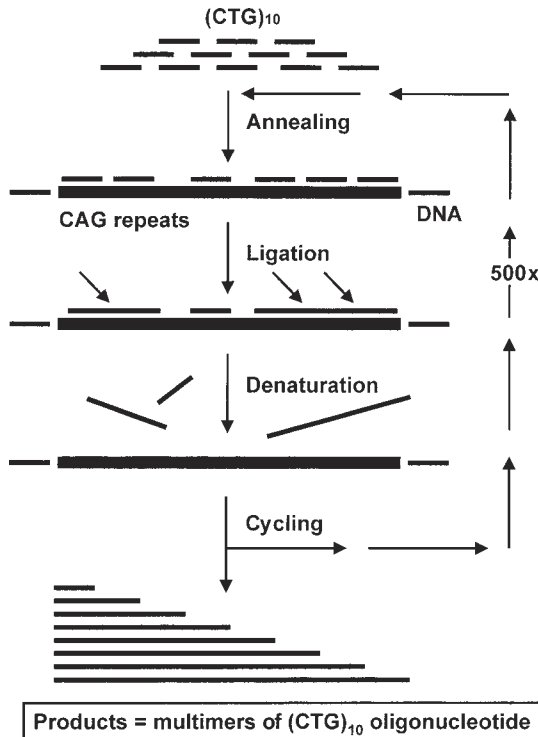 (CTG)₁₀
Annealing
CAG repeats
DNA
Ligation
500x
Denaturation
Cycling
Products = multimers of (CTG)₁₀ oligonucleotide